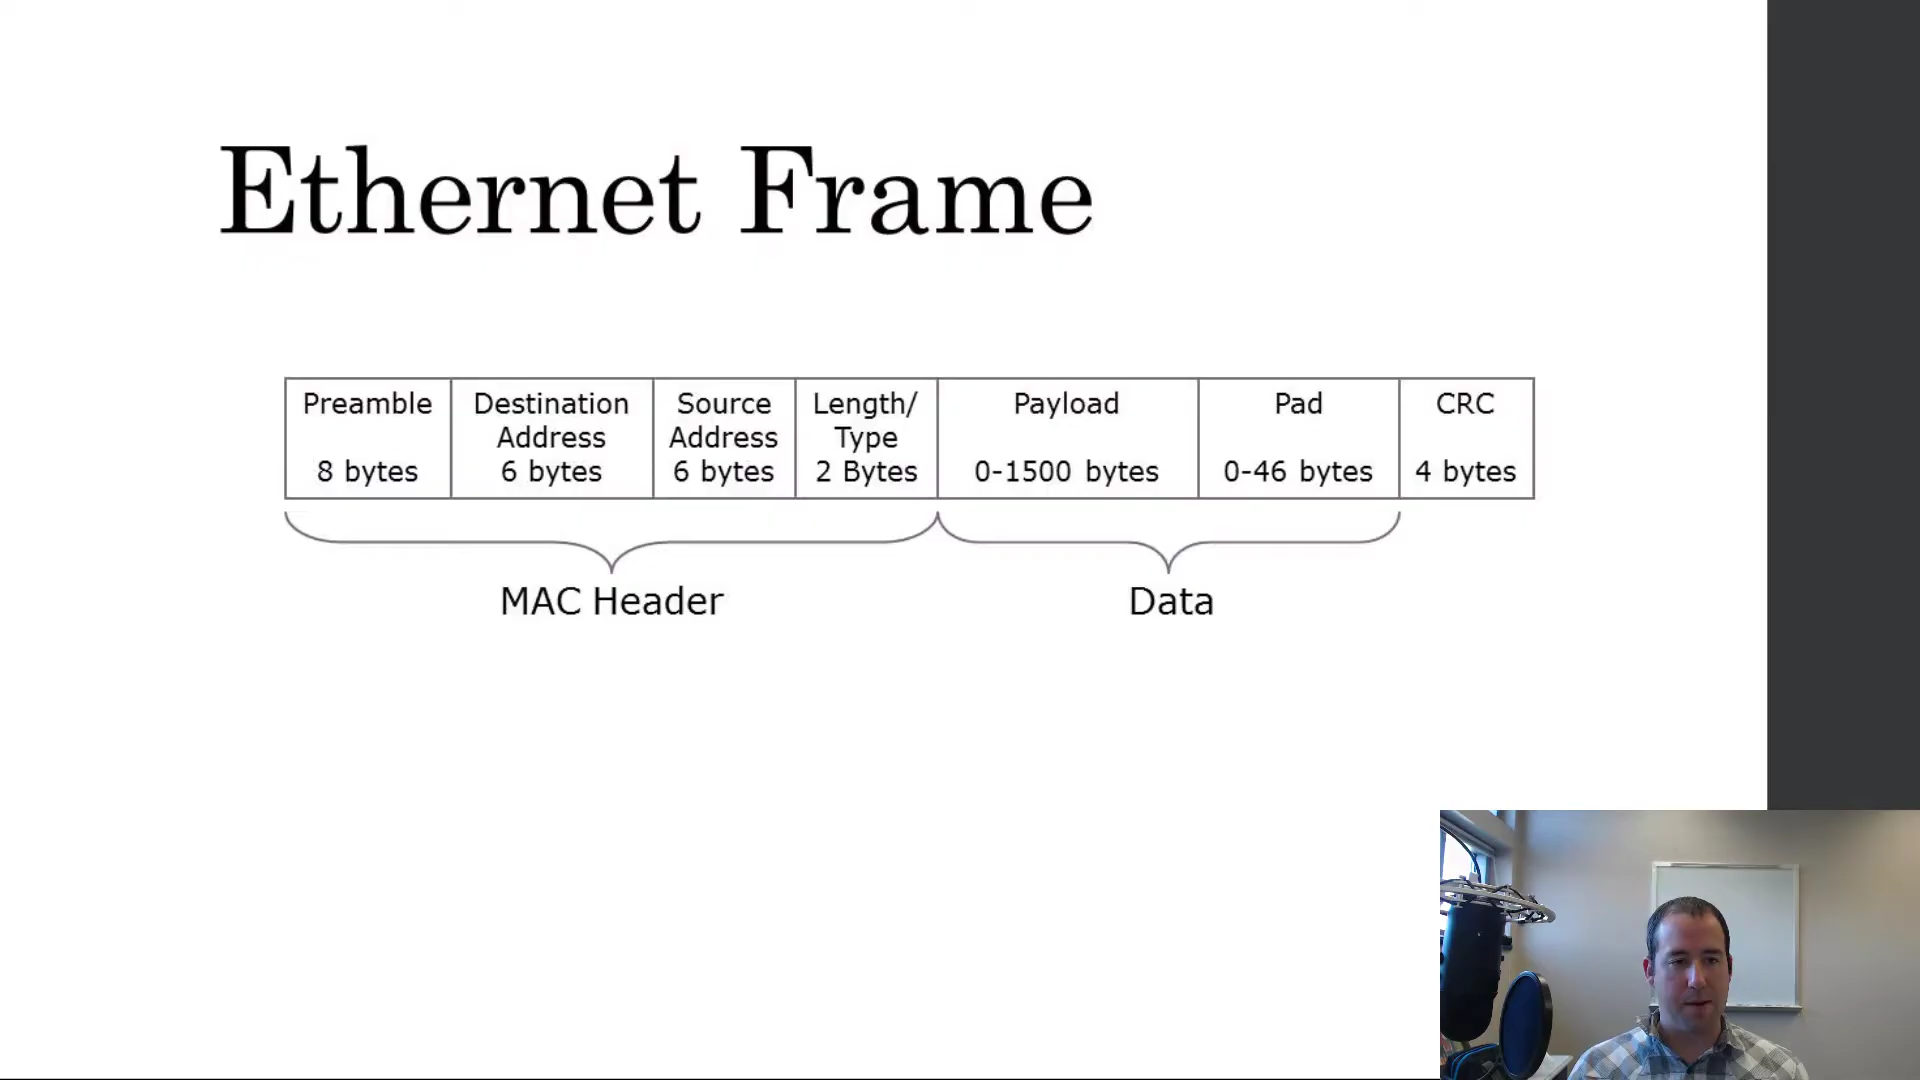 Ethernet Frame
Preamble
8 bytes
Destination
Address
6 bytes
Source
Address
6 bytes
Length/
Type
2 Bytes
Payload
0-1500 bytes
Pad
0-46 bytes
CRC
4 bytes
MAC Header
Data